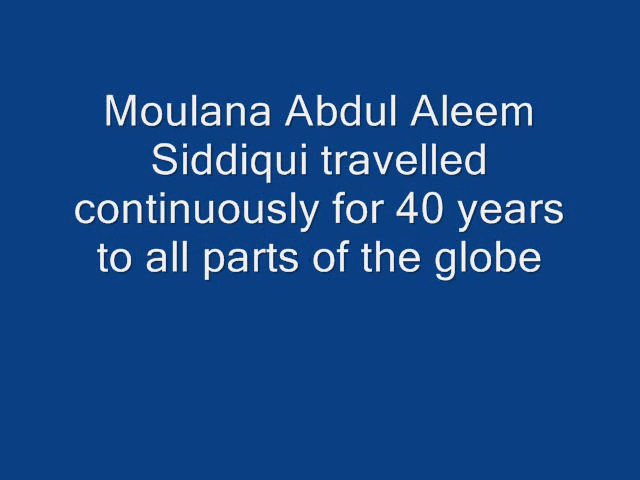 Moulana Abdul Aleem
Siddiqui travelled
continuously for 40 years
to all parts of the globe